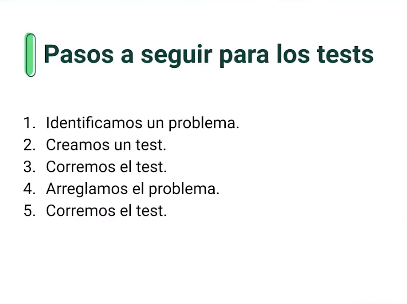 Pasos a seguir para los tests
1. Identificamos un problema.
2. Creamos un test.
3. Corremos el test.
4. Arreglamos el problema.
5. Corremos el test.